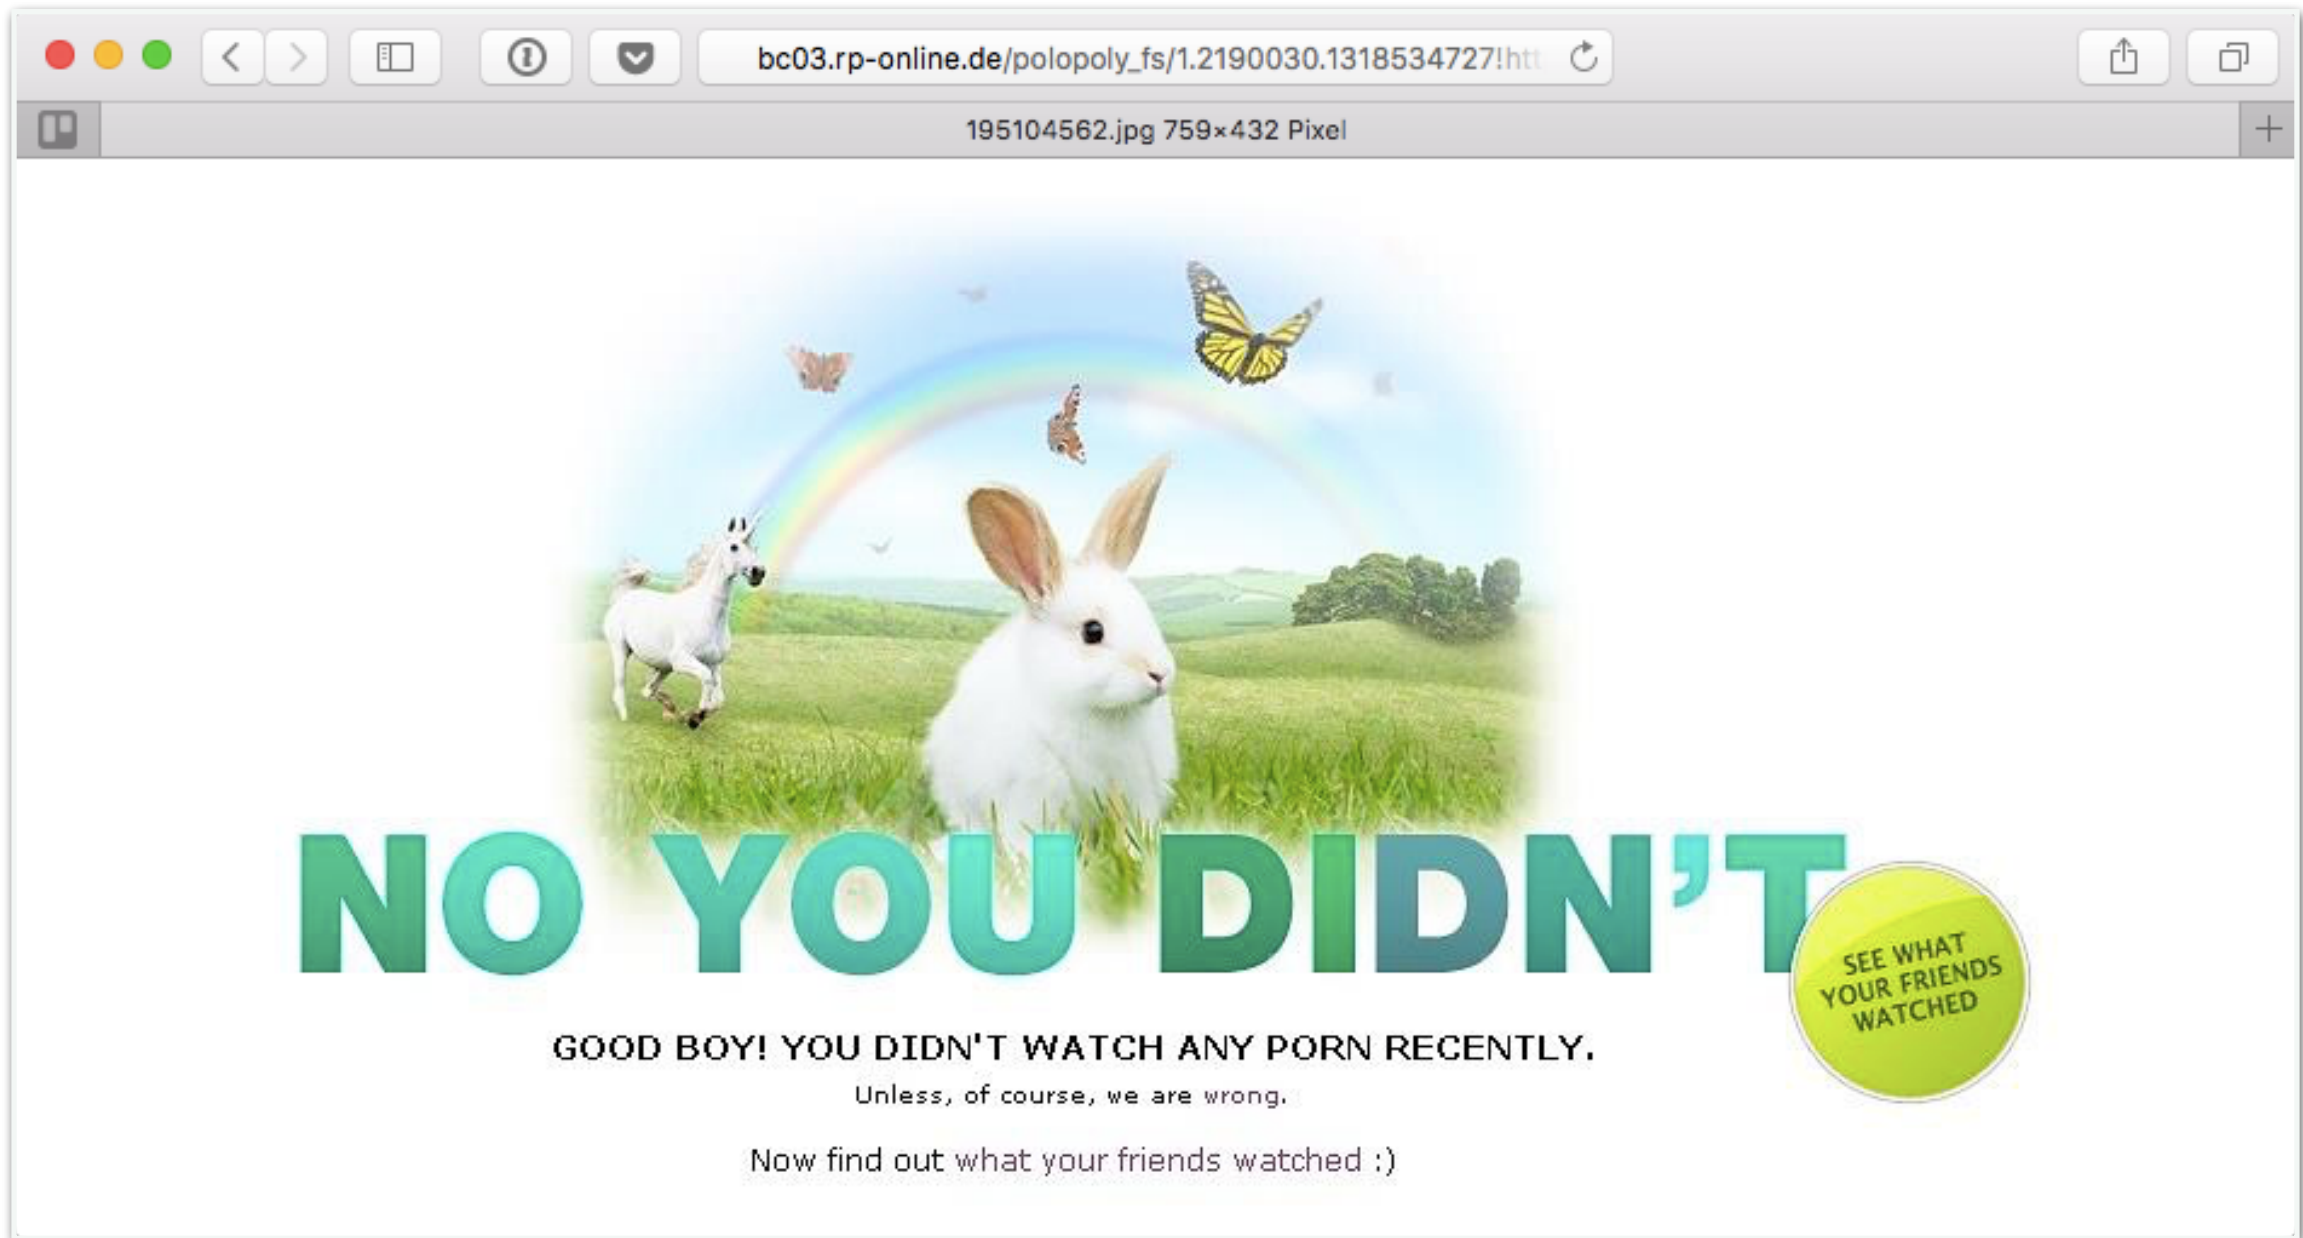 bc03.rp-online.de/polopoly_fs/1.2190030.1318534727!htt
195104562.jpg 759×432 Pixel
NO YOU DIDN'T
SEE WHAT
YOUR FRIENDS
WATCHED
GOOD BOY! YOU DIDN'T WATCH ANY PORN RECENTLY.
Unless, of course, we are wrong.
Now find out what your friends watched :)